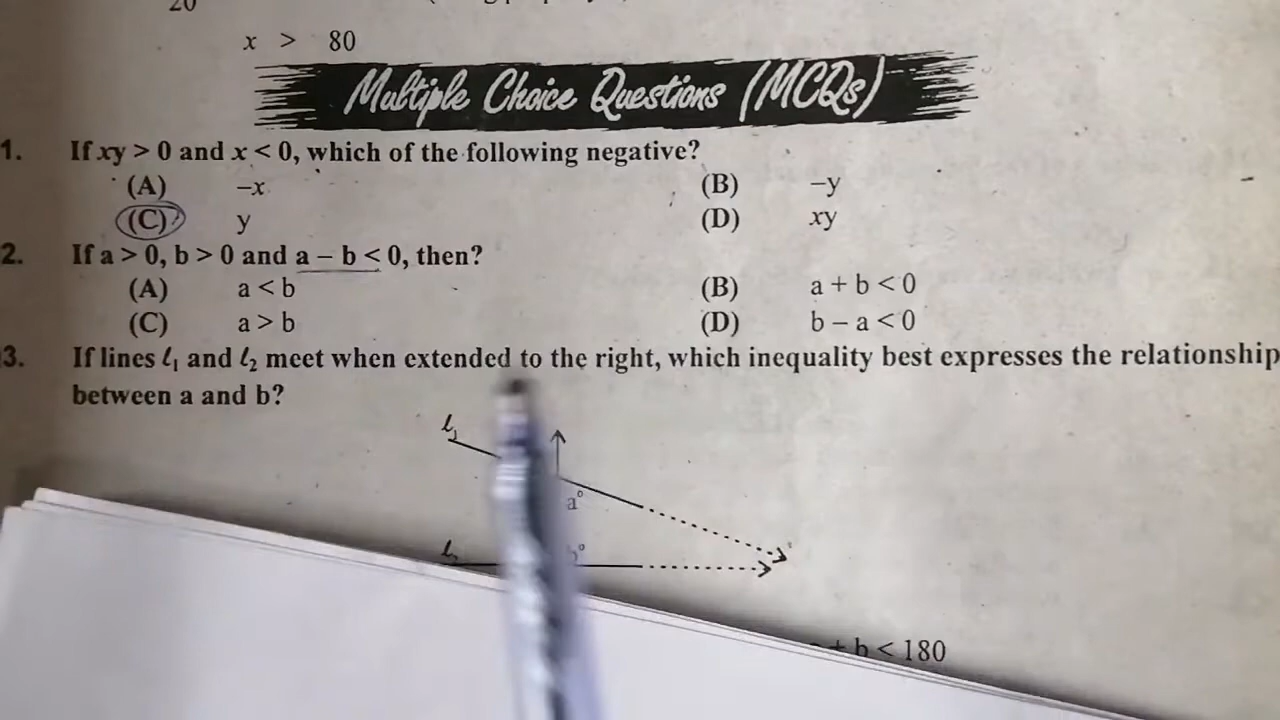 20
x > 80
Multiple Choice Questions (MCQs)
1. If xy > 0 and x < 0, which of the following negative?
(A) –x (B) –y
(C) y (D) xy
2. If a > 0, b > 0 and a – b < 0, then?
(A) a < b (B) a + b < 0
(C) a > b (D) b – a < 0
3. If lines ℓ₁ and ℓ₂ meet when extended to the right, which inequality best expresses the relationship
between a and b?
ℓ₁
a°
+ b < 180